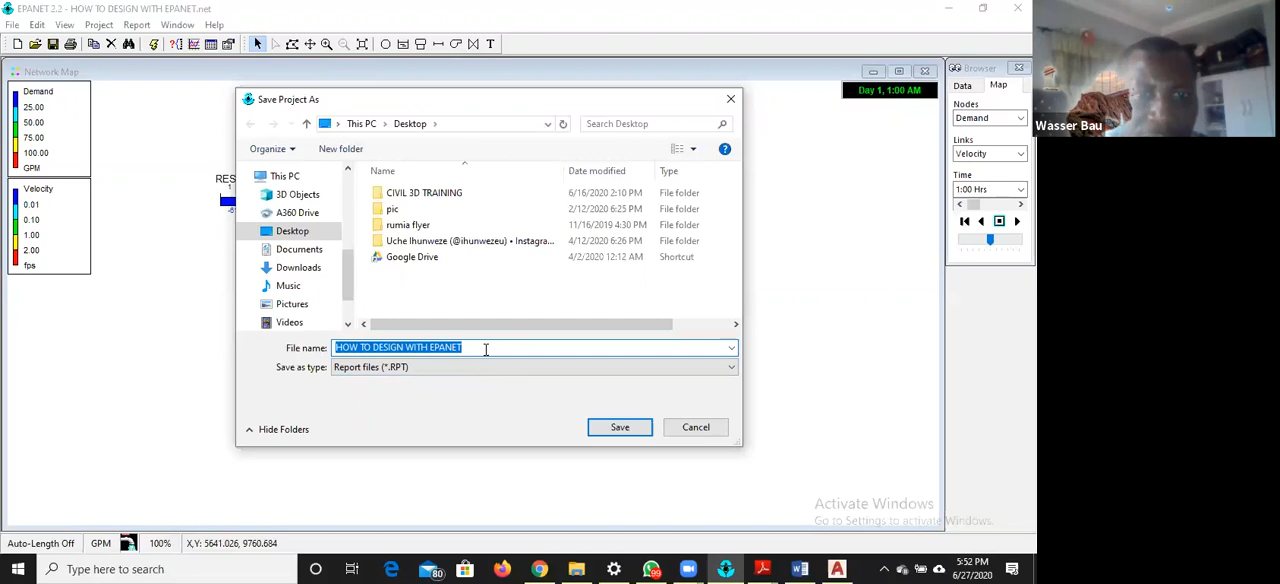 EPANET 2.2 - HOW TO DESIGN WITH EPANET.net
File Edit View Project Report Window Help
Network Map
Demand
25.00
50.00
75.00
100.00
GPM
Velocity
0.01
0.10
1.00
2.00
fps
RES
1
Day 1, 1:00 AM
Save Project As
This PC > Desktop >
Search Desktop
Organize
New folder
This PC
3D Objects
A360 Drive
Desktop
Documents
Downloads
Music
Pictures
Videos
Name Date modified Type
CIVIL 3D TRAINING 6/16/2020 2:10 PM File folder
pic 2/12/2020 6:25 PM File folder
rumia flyer 11/16/2019 4:30 PM File folder
Uche Ihunweze (@ihunwezeu) • Instagra... 4/12/2020 6:26 PM File folder
Google Drive 4/2/2020 12:12 AM Shortcut
File name: HOW TO DESIGN WITH EPANET
Save as type: Report files (*.RPT)
Hide Folders
Save
Cancel
Browser
Data Map
Nodes
Demand
Links
Velocity
Time
1:00 Hrs
Wasser Bau
Activate Windows
Go to Settings to activate Windows.
Auto-Length Off GPM 100% X,Y: 5641.026, 9760.684
Type here to search
80
99
5:52 PM
6/27/2020